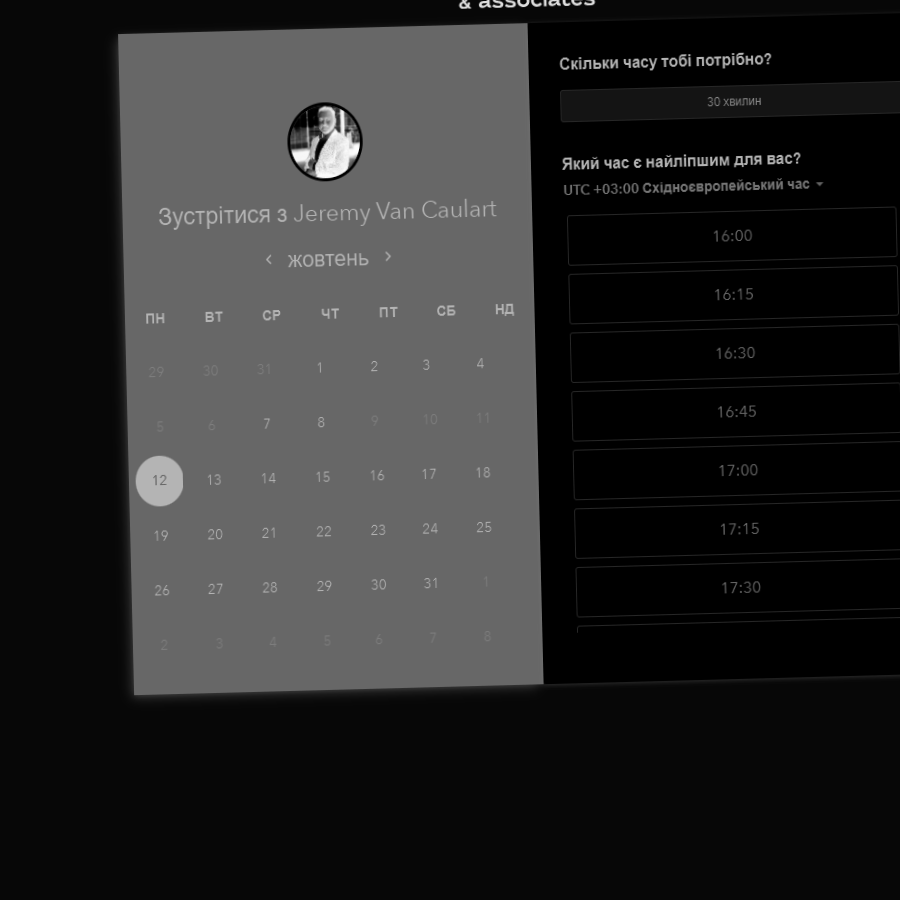 & associates
Зустрітися з Jeremy Van Caulart
жовтень
ПН ВТ СР ЧТ ПТ СБ НД
29 30 31 1 2 3 4
5 6 7 8 9 10 11
12 13 14 15 16 17 18
19 20 21 22 23 24 25
26 27 28 29 30 31 1
2 3 4 5 6 7 8
Скільки часу тобі потрібно?
30 хвилин
Який час є найліпшим для вас?
UTC +03:00 Східноєвропейський час
16:00
16:15
16:30
16:45
17:00
17:15
17:30